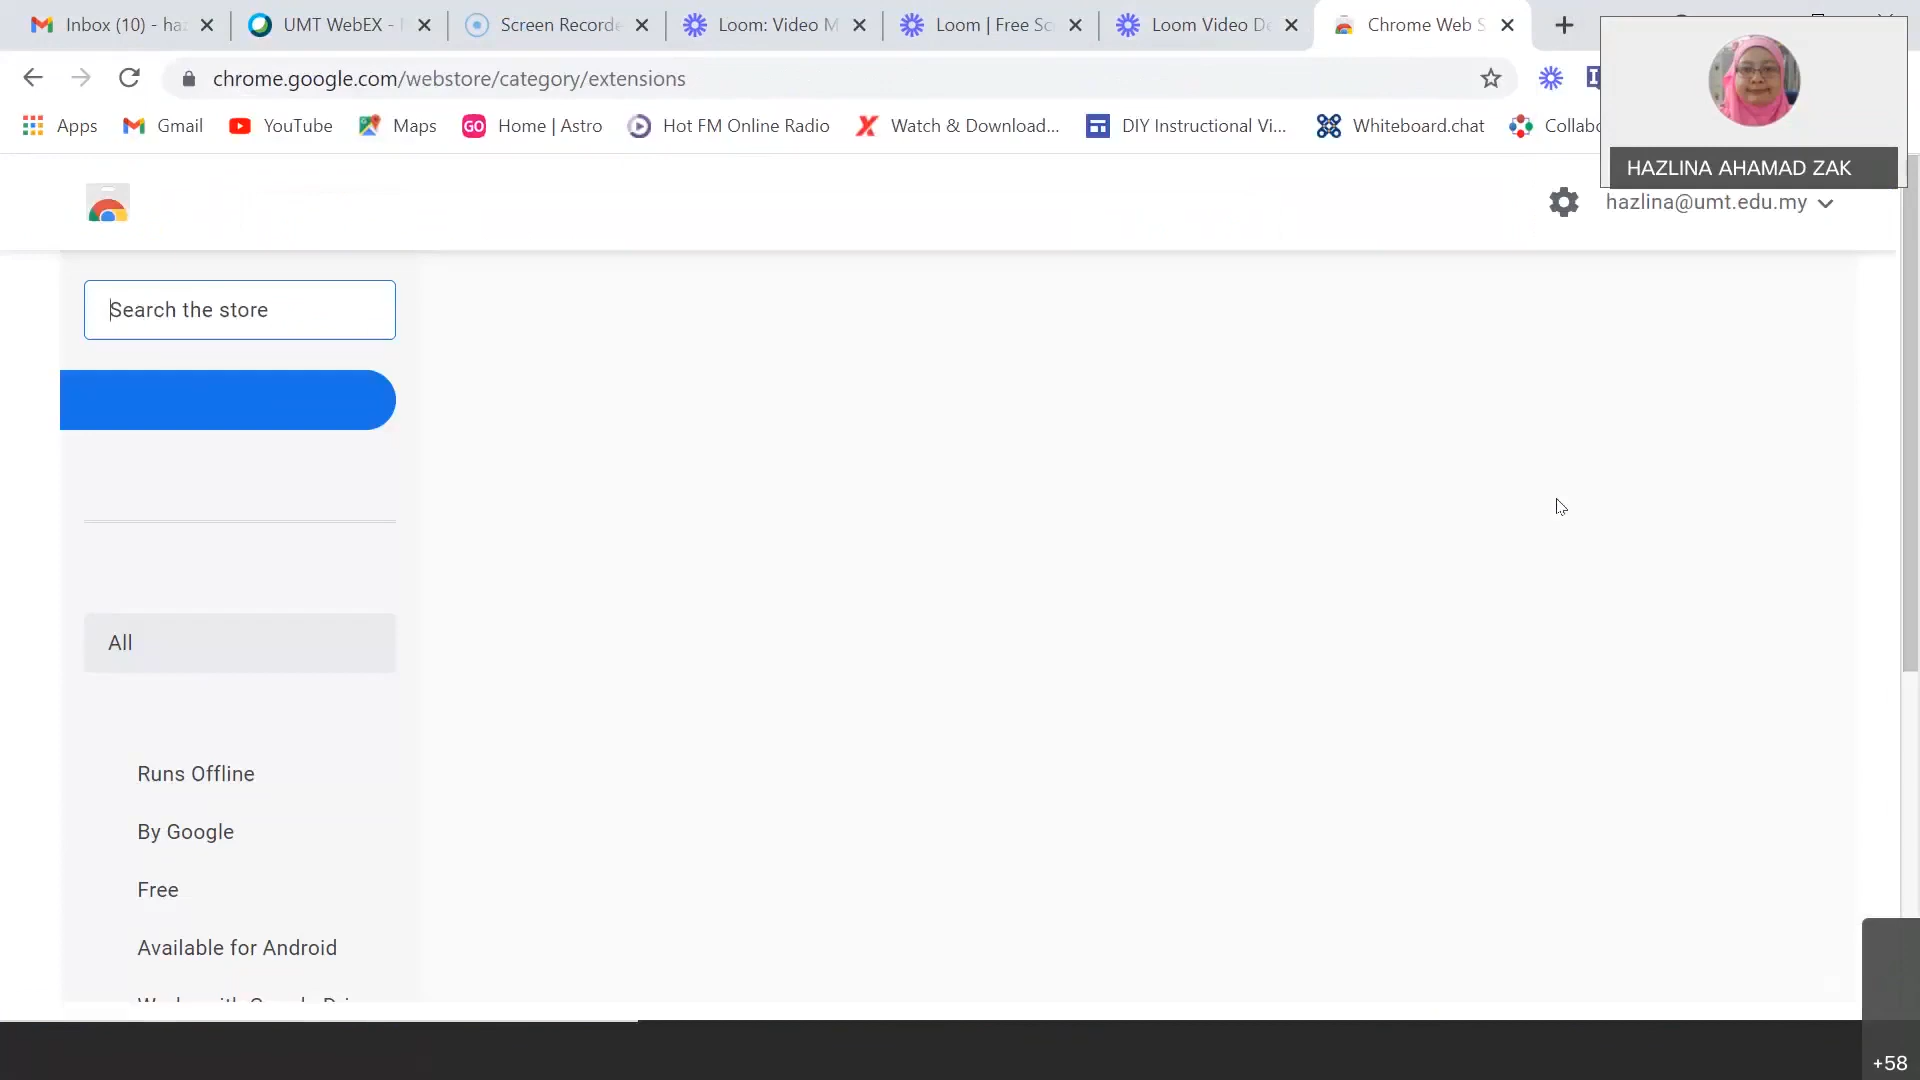 Inbox (10) - ha
UMT WebEX -
Screen Recorde
Loom: Video M
Loom | Free Sc
Loom Video D
Chrome Web S
chrome.google.com/webstore/category/extensions
Apps
Gmail
YouTube
Maps
GO
Home | Astro
Hot FM Online Radio
Watch & Download...
DIY Instructional Vi...
Whiteboard.chat
Collabo
HAZLINA AHAMAD ZAK
hazlina@umt.edu.my
Search the store
All
Runs Offline
By Google
Free
Available for Android
+58